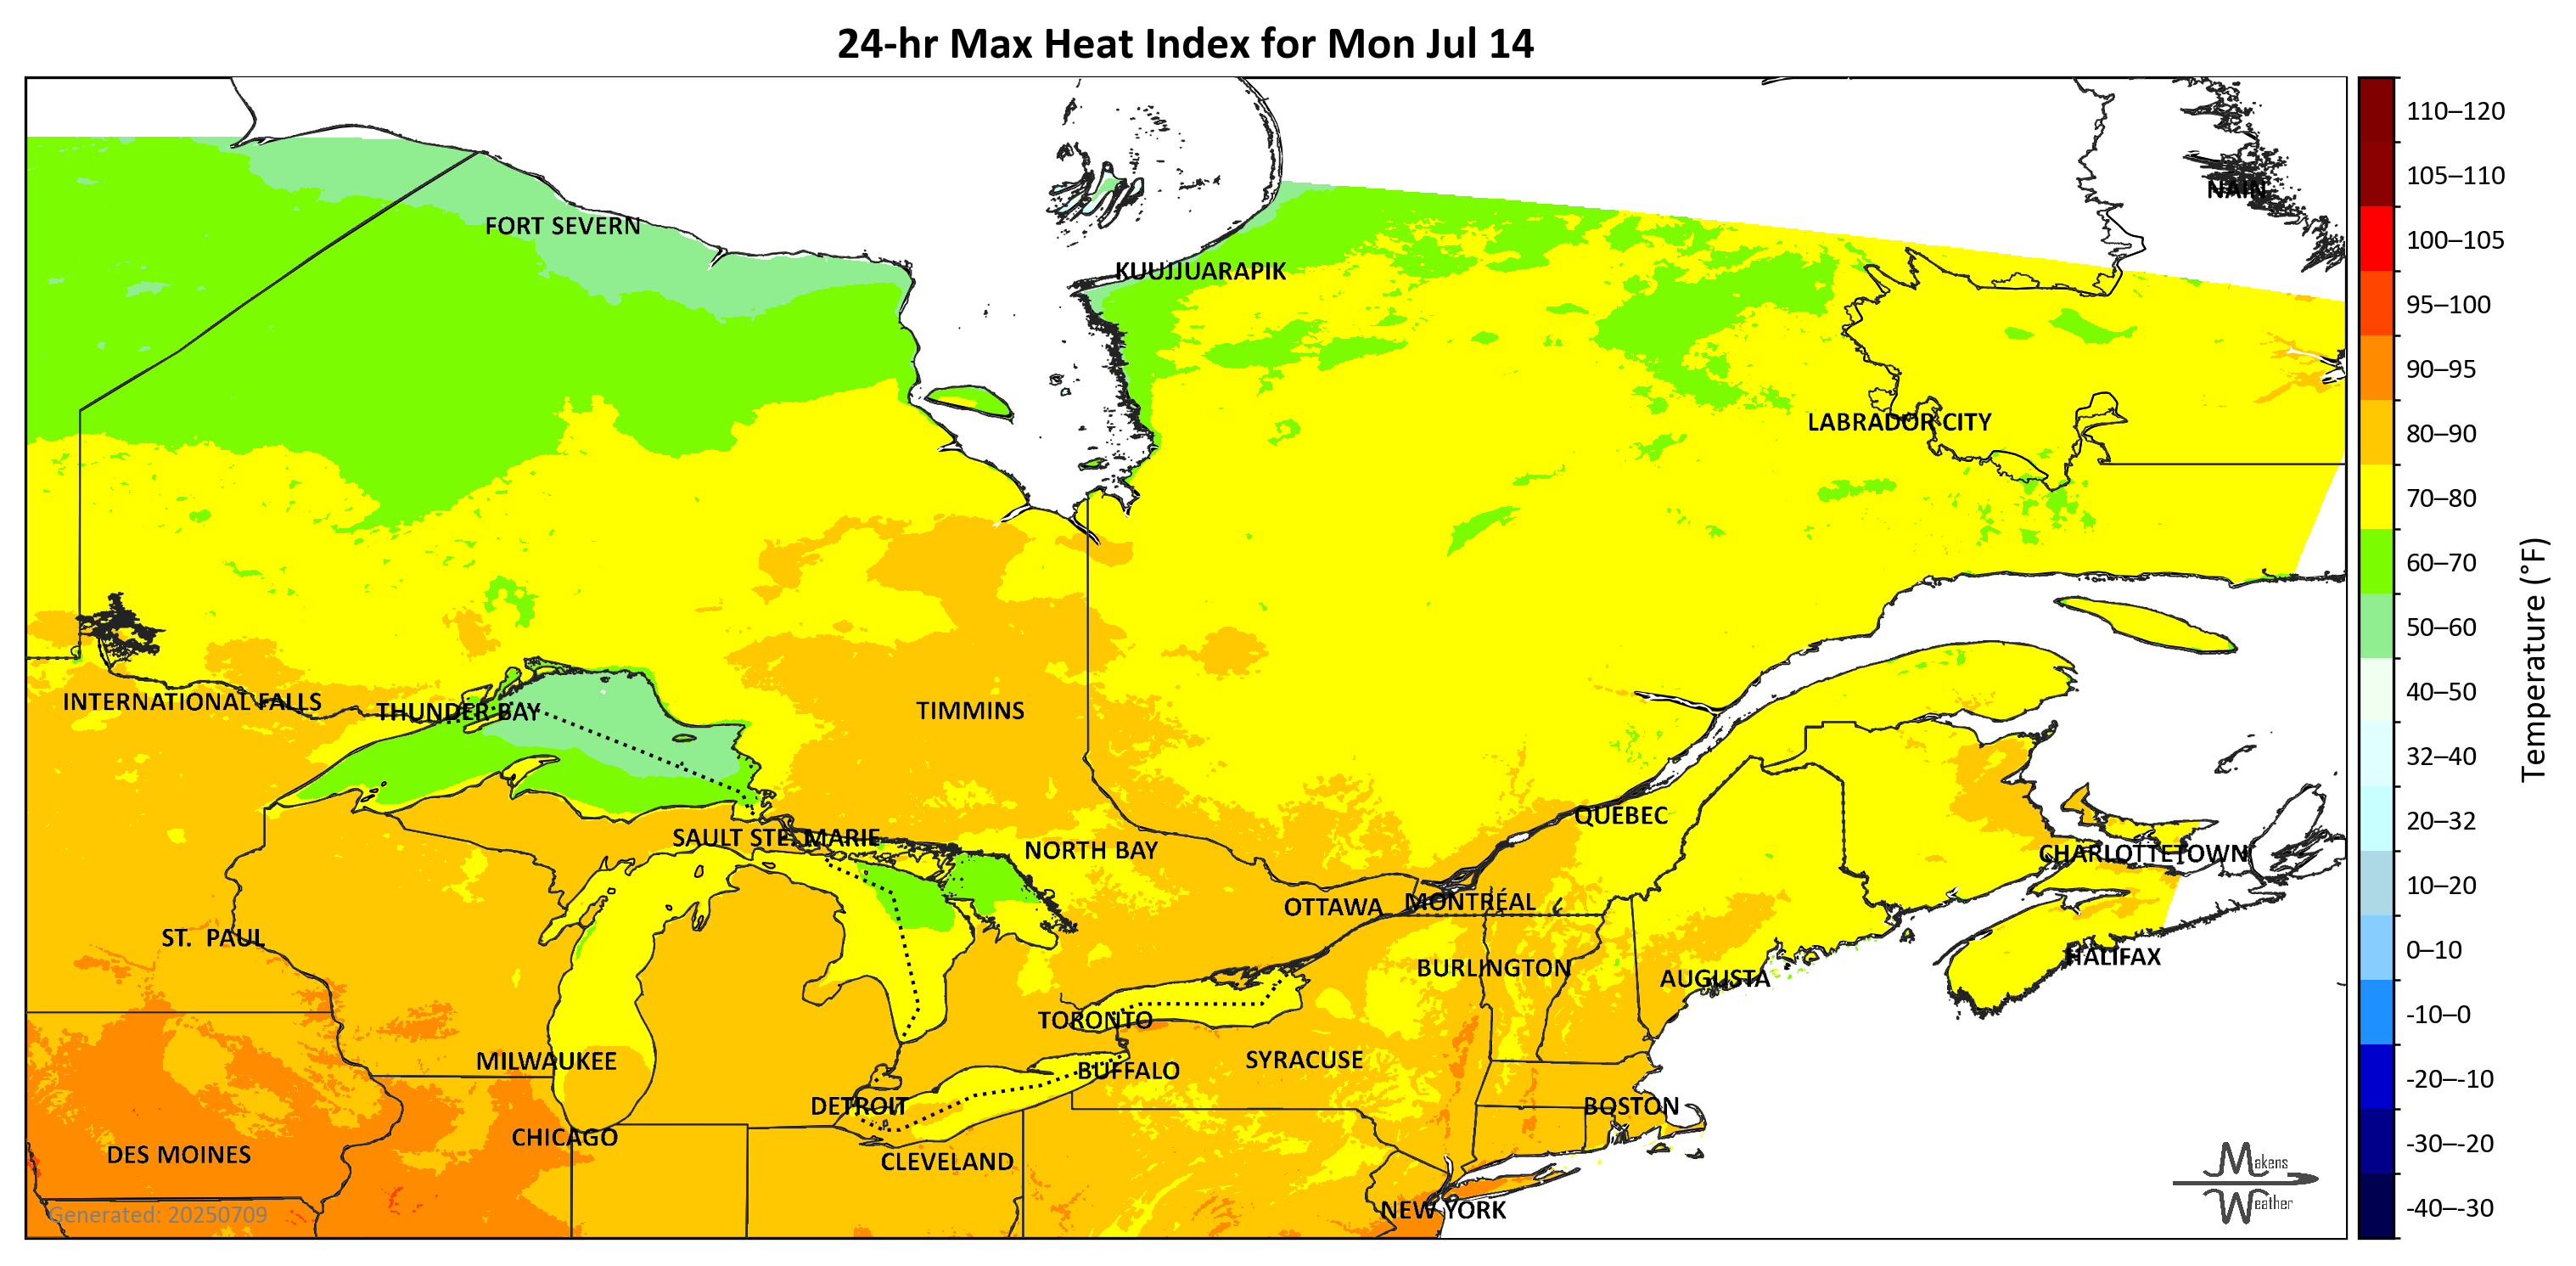 24-hr Max Heat Index for Mon Jul 14
110–120
105–110
100–105
95–100
90–95
80–90
70–80
60–70
50–60
40–50
32–40
20–32
10–20
0–10
-10–0
-20–-10
-30–-20
-40–-30
Temperature (°F)
NAIN
FORT SEVERN
KUUJJUARAPIK
LABRADOR CITY
INTERNATIONAL FALLS
THUNDER BAY
TIMMINS
SAULT STE. MARIE
NORTH BAY
QUEBEC
CHARLOTTETOWN
OTTAWA
MONTRÉAL
ST. PAUL
BURLINGTON
AUGUSTA
HALIFAX
TORONTO
MILWAUKEE
BUFFALO
SYRACUSE
DETROIT
BOSTON
CHICAGO
DES MOINES
CLEVELAND
NEW YORK
Generated: 20250709
Makens
Weather